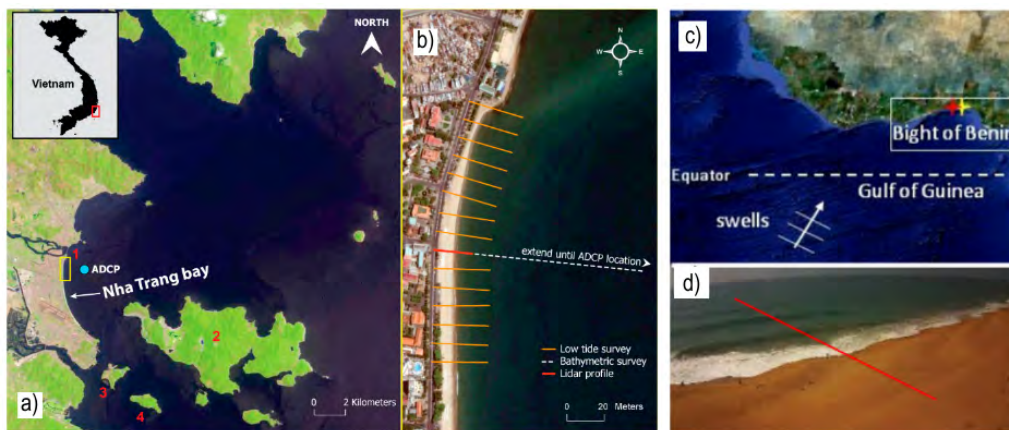 a)
Vietnam
NORTH
1
ADCP
Nha Trang bay
2
3
4
0 2 Kilometers
b)
N
W E
S
extend until ADCP location
Low tide survey
Bathymetric survey
Lidar profile
0 20 Meters
c)
Bight of Benin
Equator
Gulf of Guinea
swells
d)